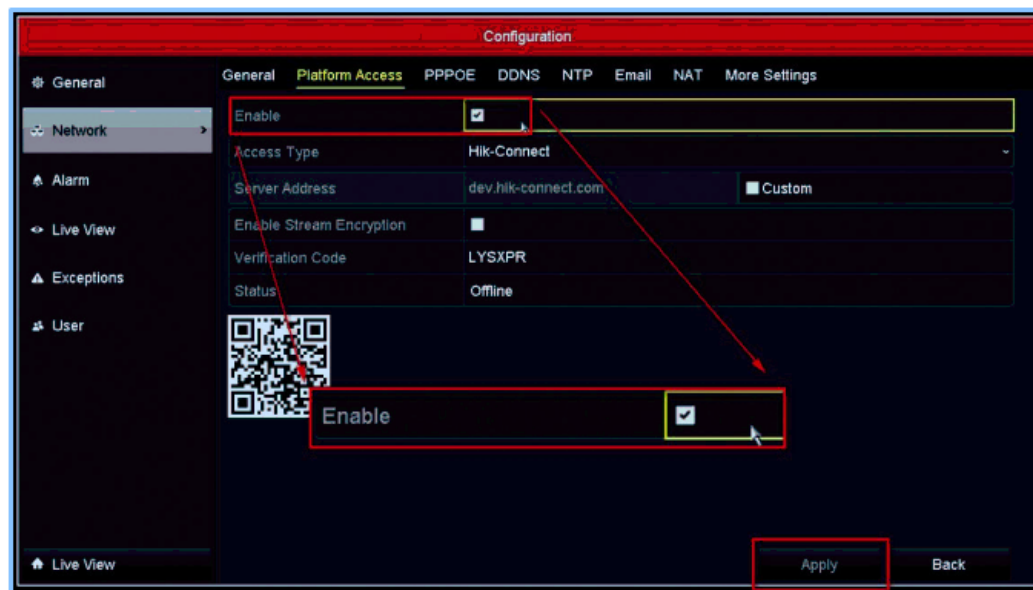 Configuration
General
Network
Alarm
Live View
Exceptions
User
Live View
General Platform Access PPPOE DDNS NTP Email NAT More Settings
Enable
Access Type Hik-Connect
Server Address dev.hik-connect.com Custom
Enable Stream Encryption
Verification Code LYSXPR
Status Offline
Enable
Apply Back